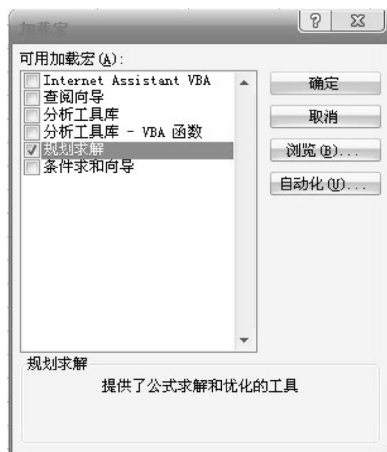 加载宏
可用加载宏(A):
Internet Assistant VBA
查阅向导
分析工具库
分析工具库 - VBA 函数
规划求解
条件求和向导
确定
取消
浏览(B)...
自动化(U)...
规划求解
提供了公式求解和优化的工具